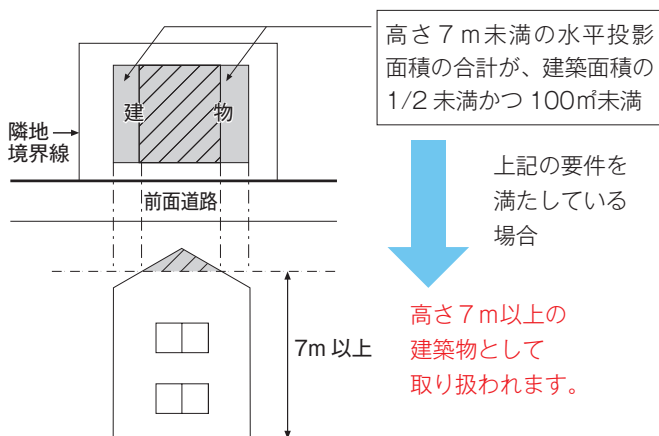 高さ７ｍ未満の水平投影
面積の合計が、建築面積の
1/2 未満かつ 100㎡未満
建 物
隣地
境界線
前面道路
上記の要件を
満たしている
場合
7m 以上
高さ７ｍ以上の
建築物として
取り扱われます。